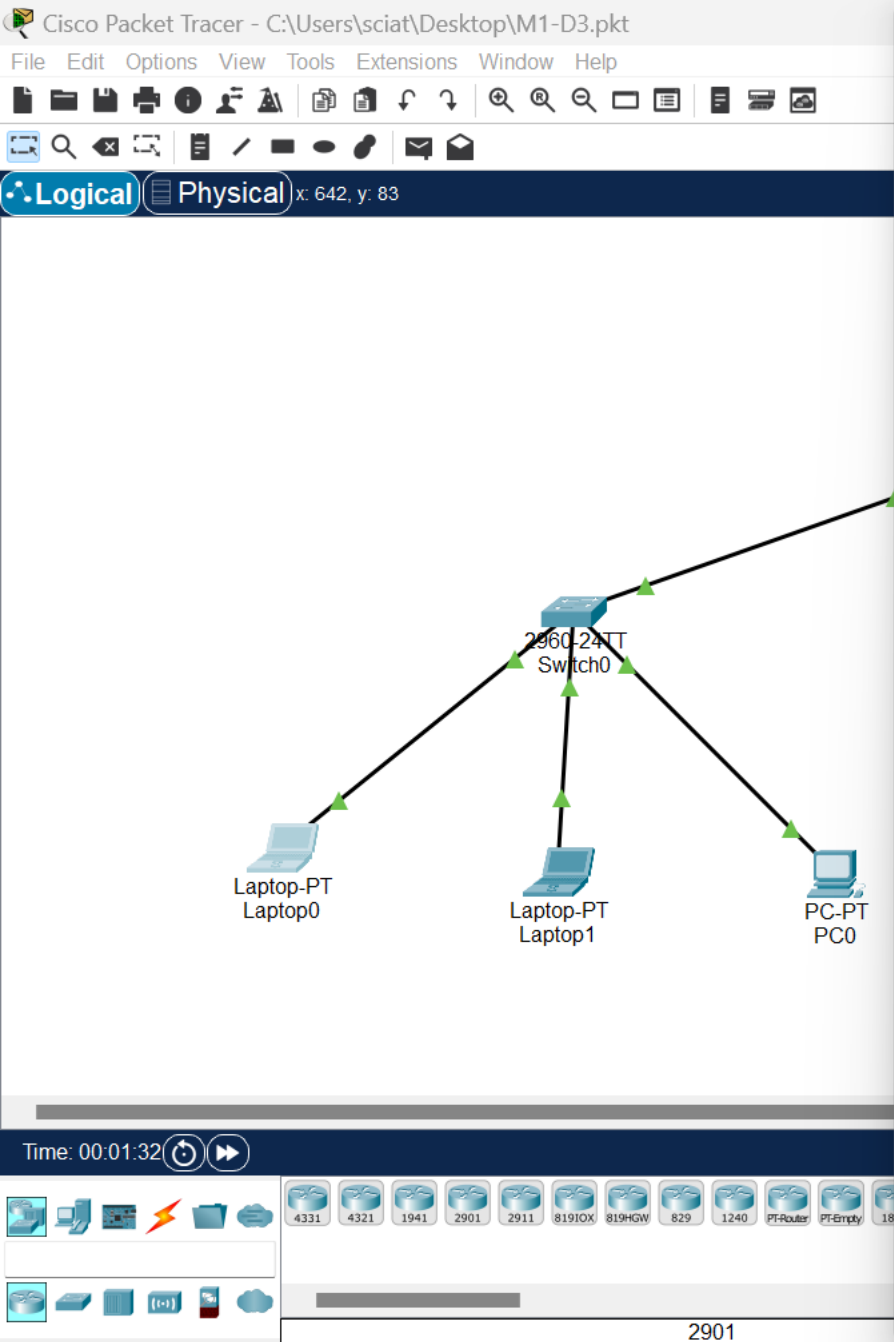 Cisco Packet Tracer - C:\Users\sciat\Desktop\M1-D3.pkt
File Edit Options View Tools Extensions Window Help
Logical Physical x: 642, y: 83
2960-24TT
Switch0
Laptop-PT
Laptop0
Laptop-PT
Laptop1
PC-PT
PC0
Time: 00:01:32
4331 4321 1941 2901 2911 819IOX 819HGW 829 1240 PT-Router PT-Empty 18
2901